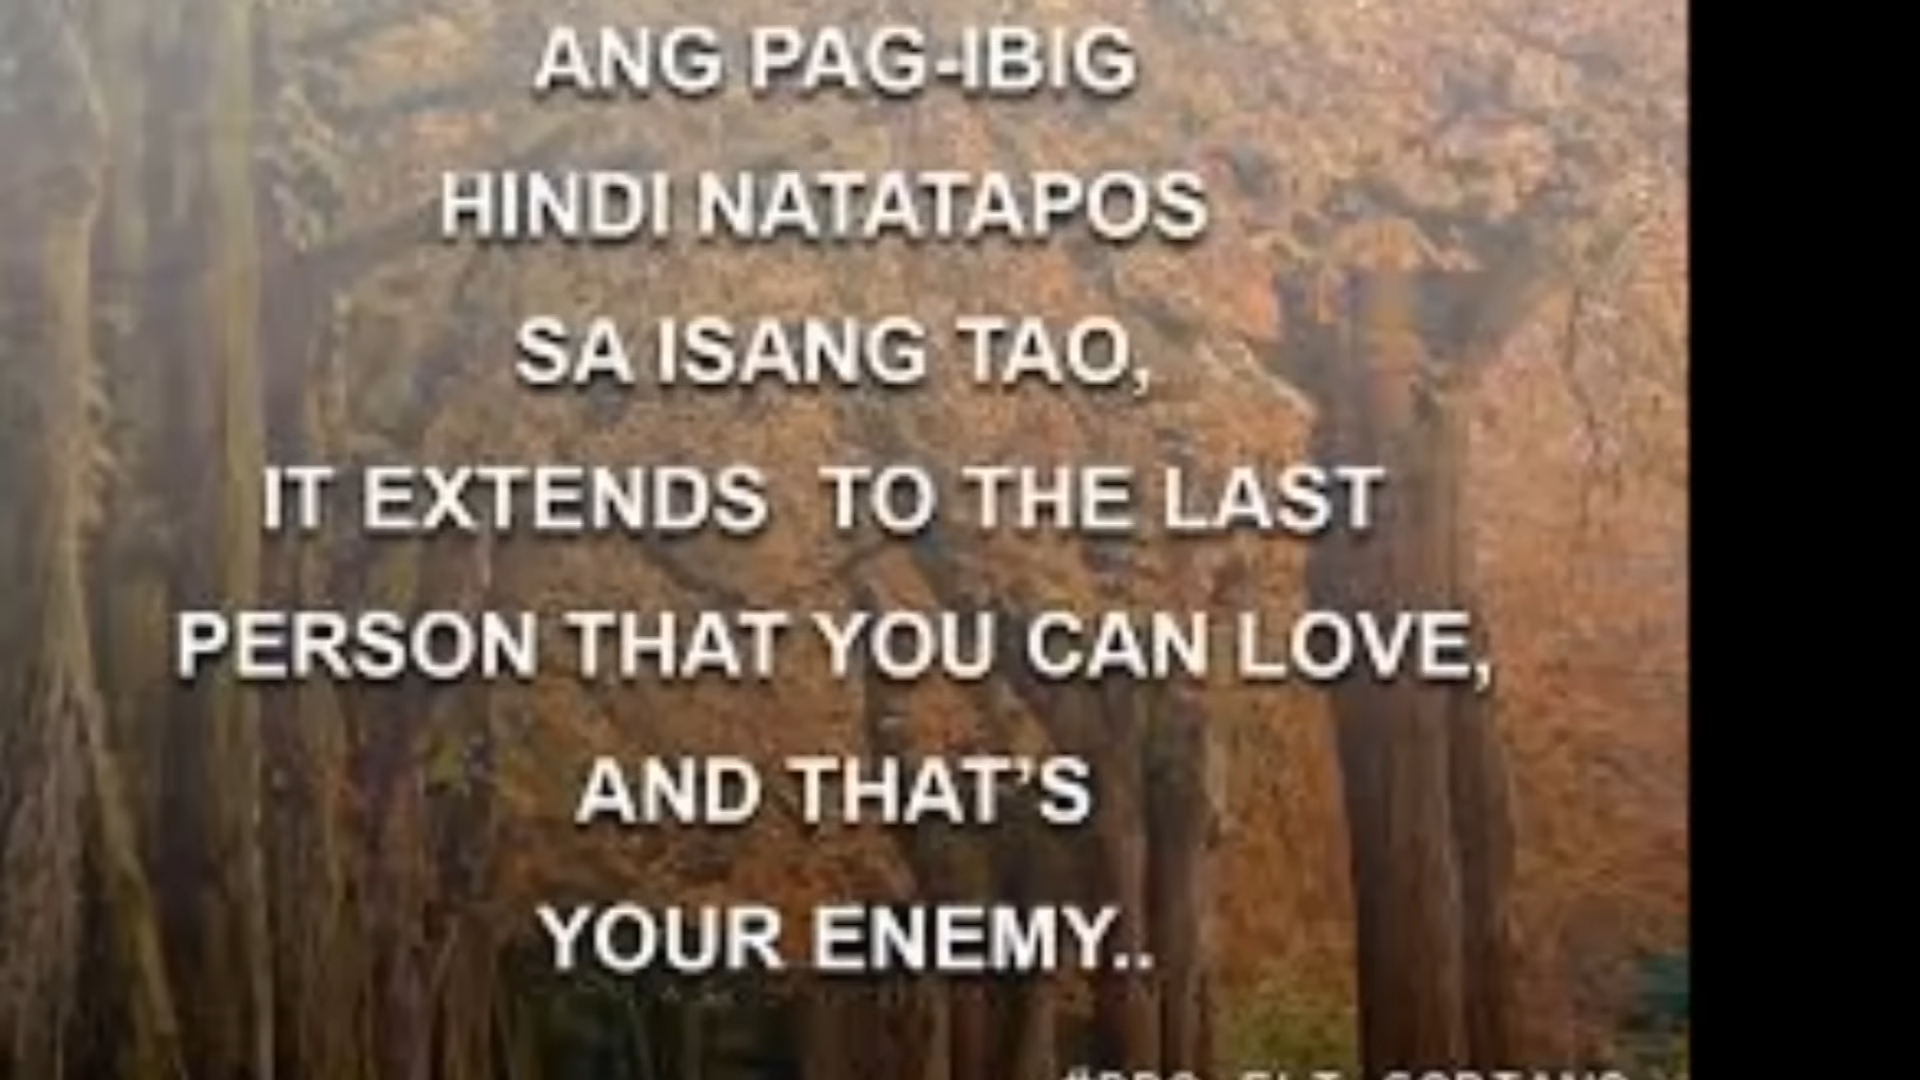 ANG PAG-IBIG
HINDI NATATAPOS
SA ISANG TAO,
IT EXTENDS TO THE LAST
PERSON THAT YOU CAN LOVE,
AND THAT'S
YOUR ENEMY..